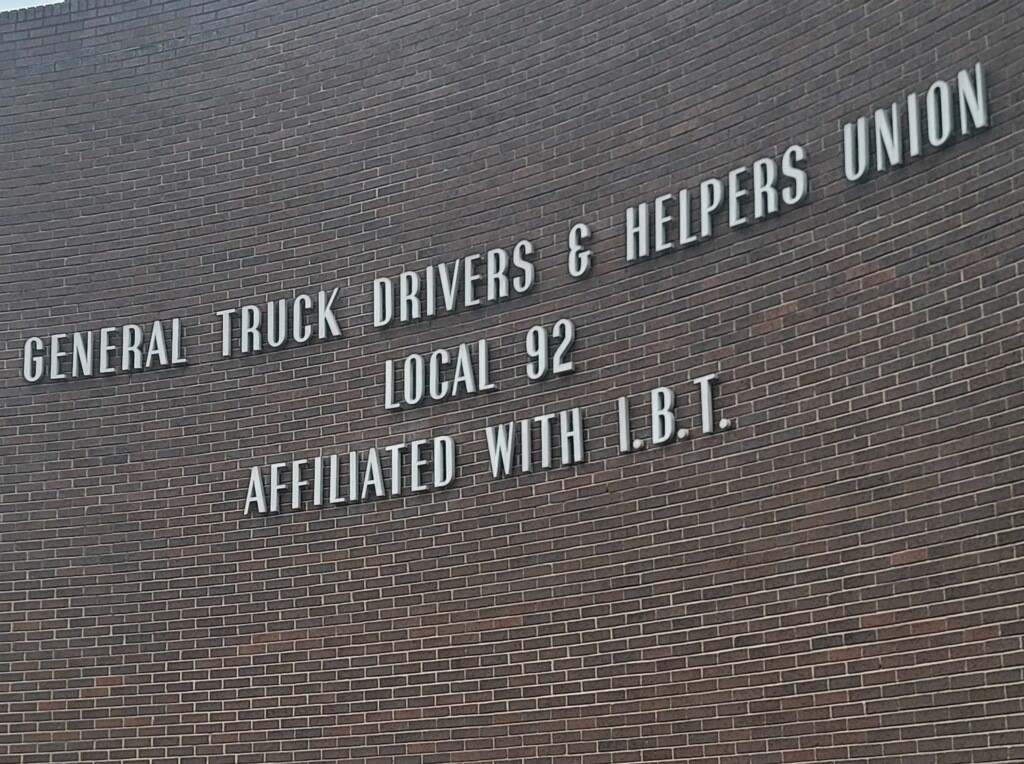 GENERAL TRUCK DRIVERS & HELPERS UNION
LOCAL 92
AFFILIATED WITH I.B.T.